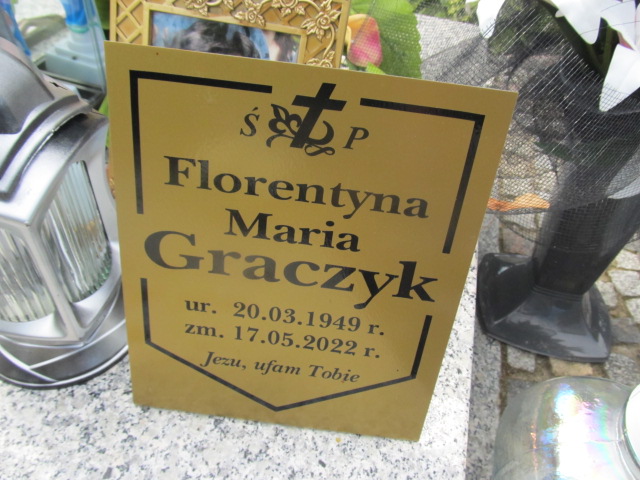 Ś P
Florentyna
Maria
Graczyk
ur. 20.03.1949 r.
zm. 17.05.2022 r.
Jezu, ufam Tobie